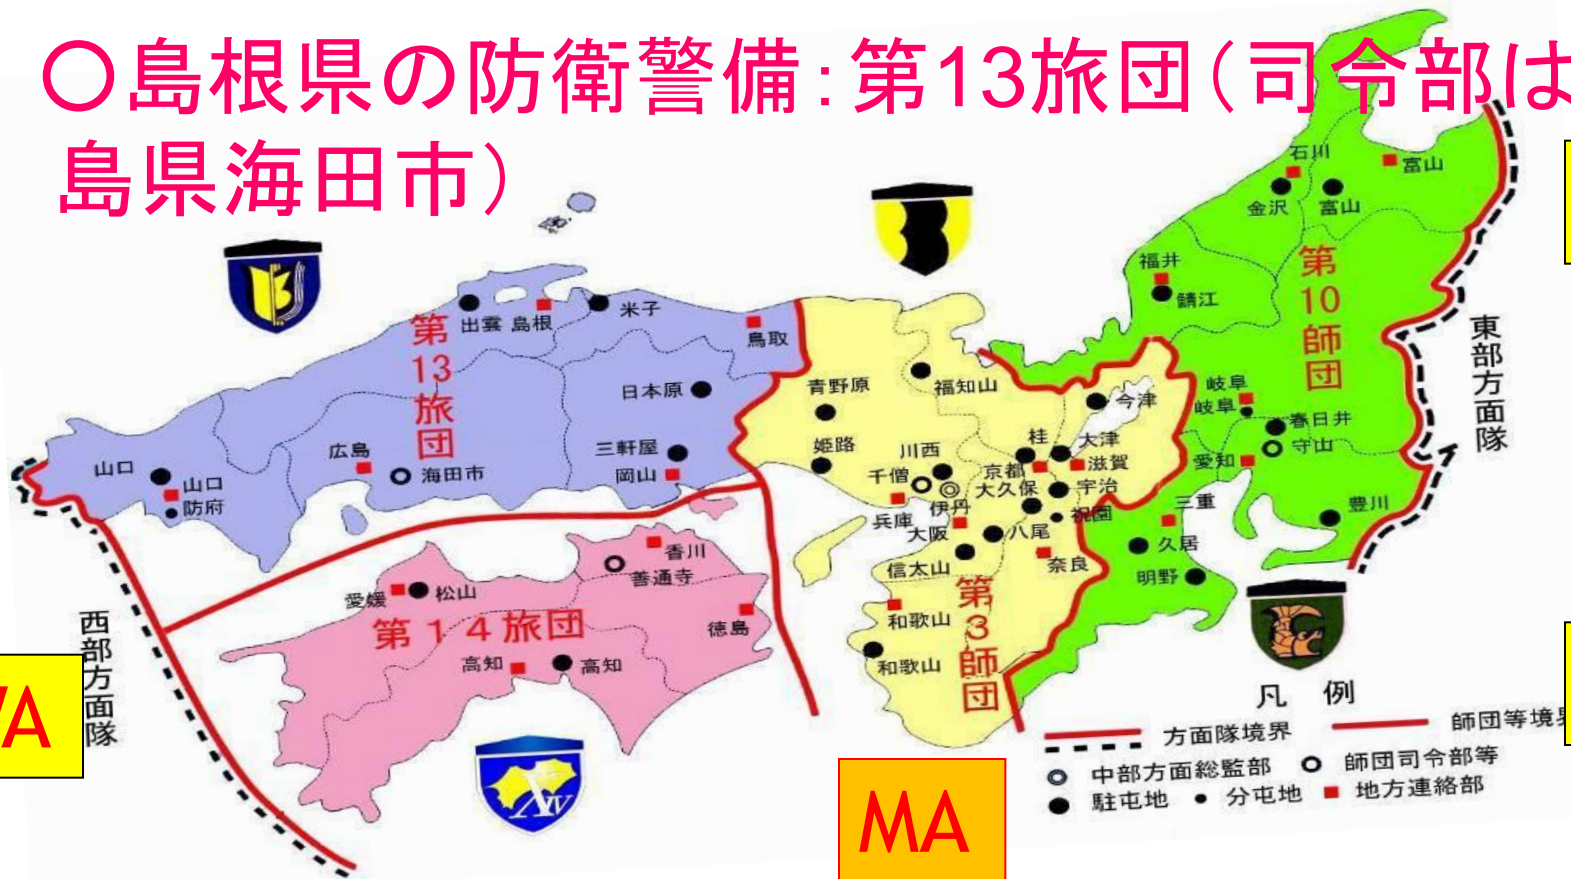 〇島根県の防衛警備:第13旅団(司令部は
島県海田市)
石川
富山
金沢
富山
福井
鯖江
第10師団
東部方面隊
出雲
島根
米子
鳥取
第13旅団
日本原
青野原
福知山
今津
岐阜
岐阜
春日井
守山
愛知
広島
海田市
三軒屋
岡山
姫路
川西
千僧
桂
大津
京都
滋賀
大久保
宇治
山口
山口
防府
兵庫
伊丹
大阪
祝園
八尾
信太山
奈良
三重
久居
明野
豊川
香川
善通寺
愛媛
松山
第14旅団
徳島
高知
高知
和歌山
和歌山
第3師団
西部方面隊
凡例
方面隊境界
師団等境界
中部方面総監部
師団司令部等
駐屯地
分屯地
地方連絡部
A
MA